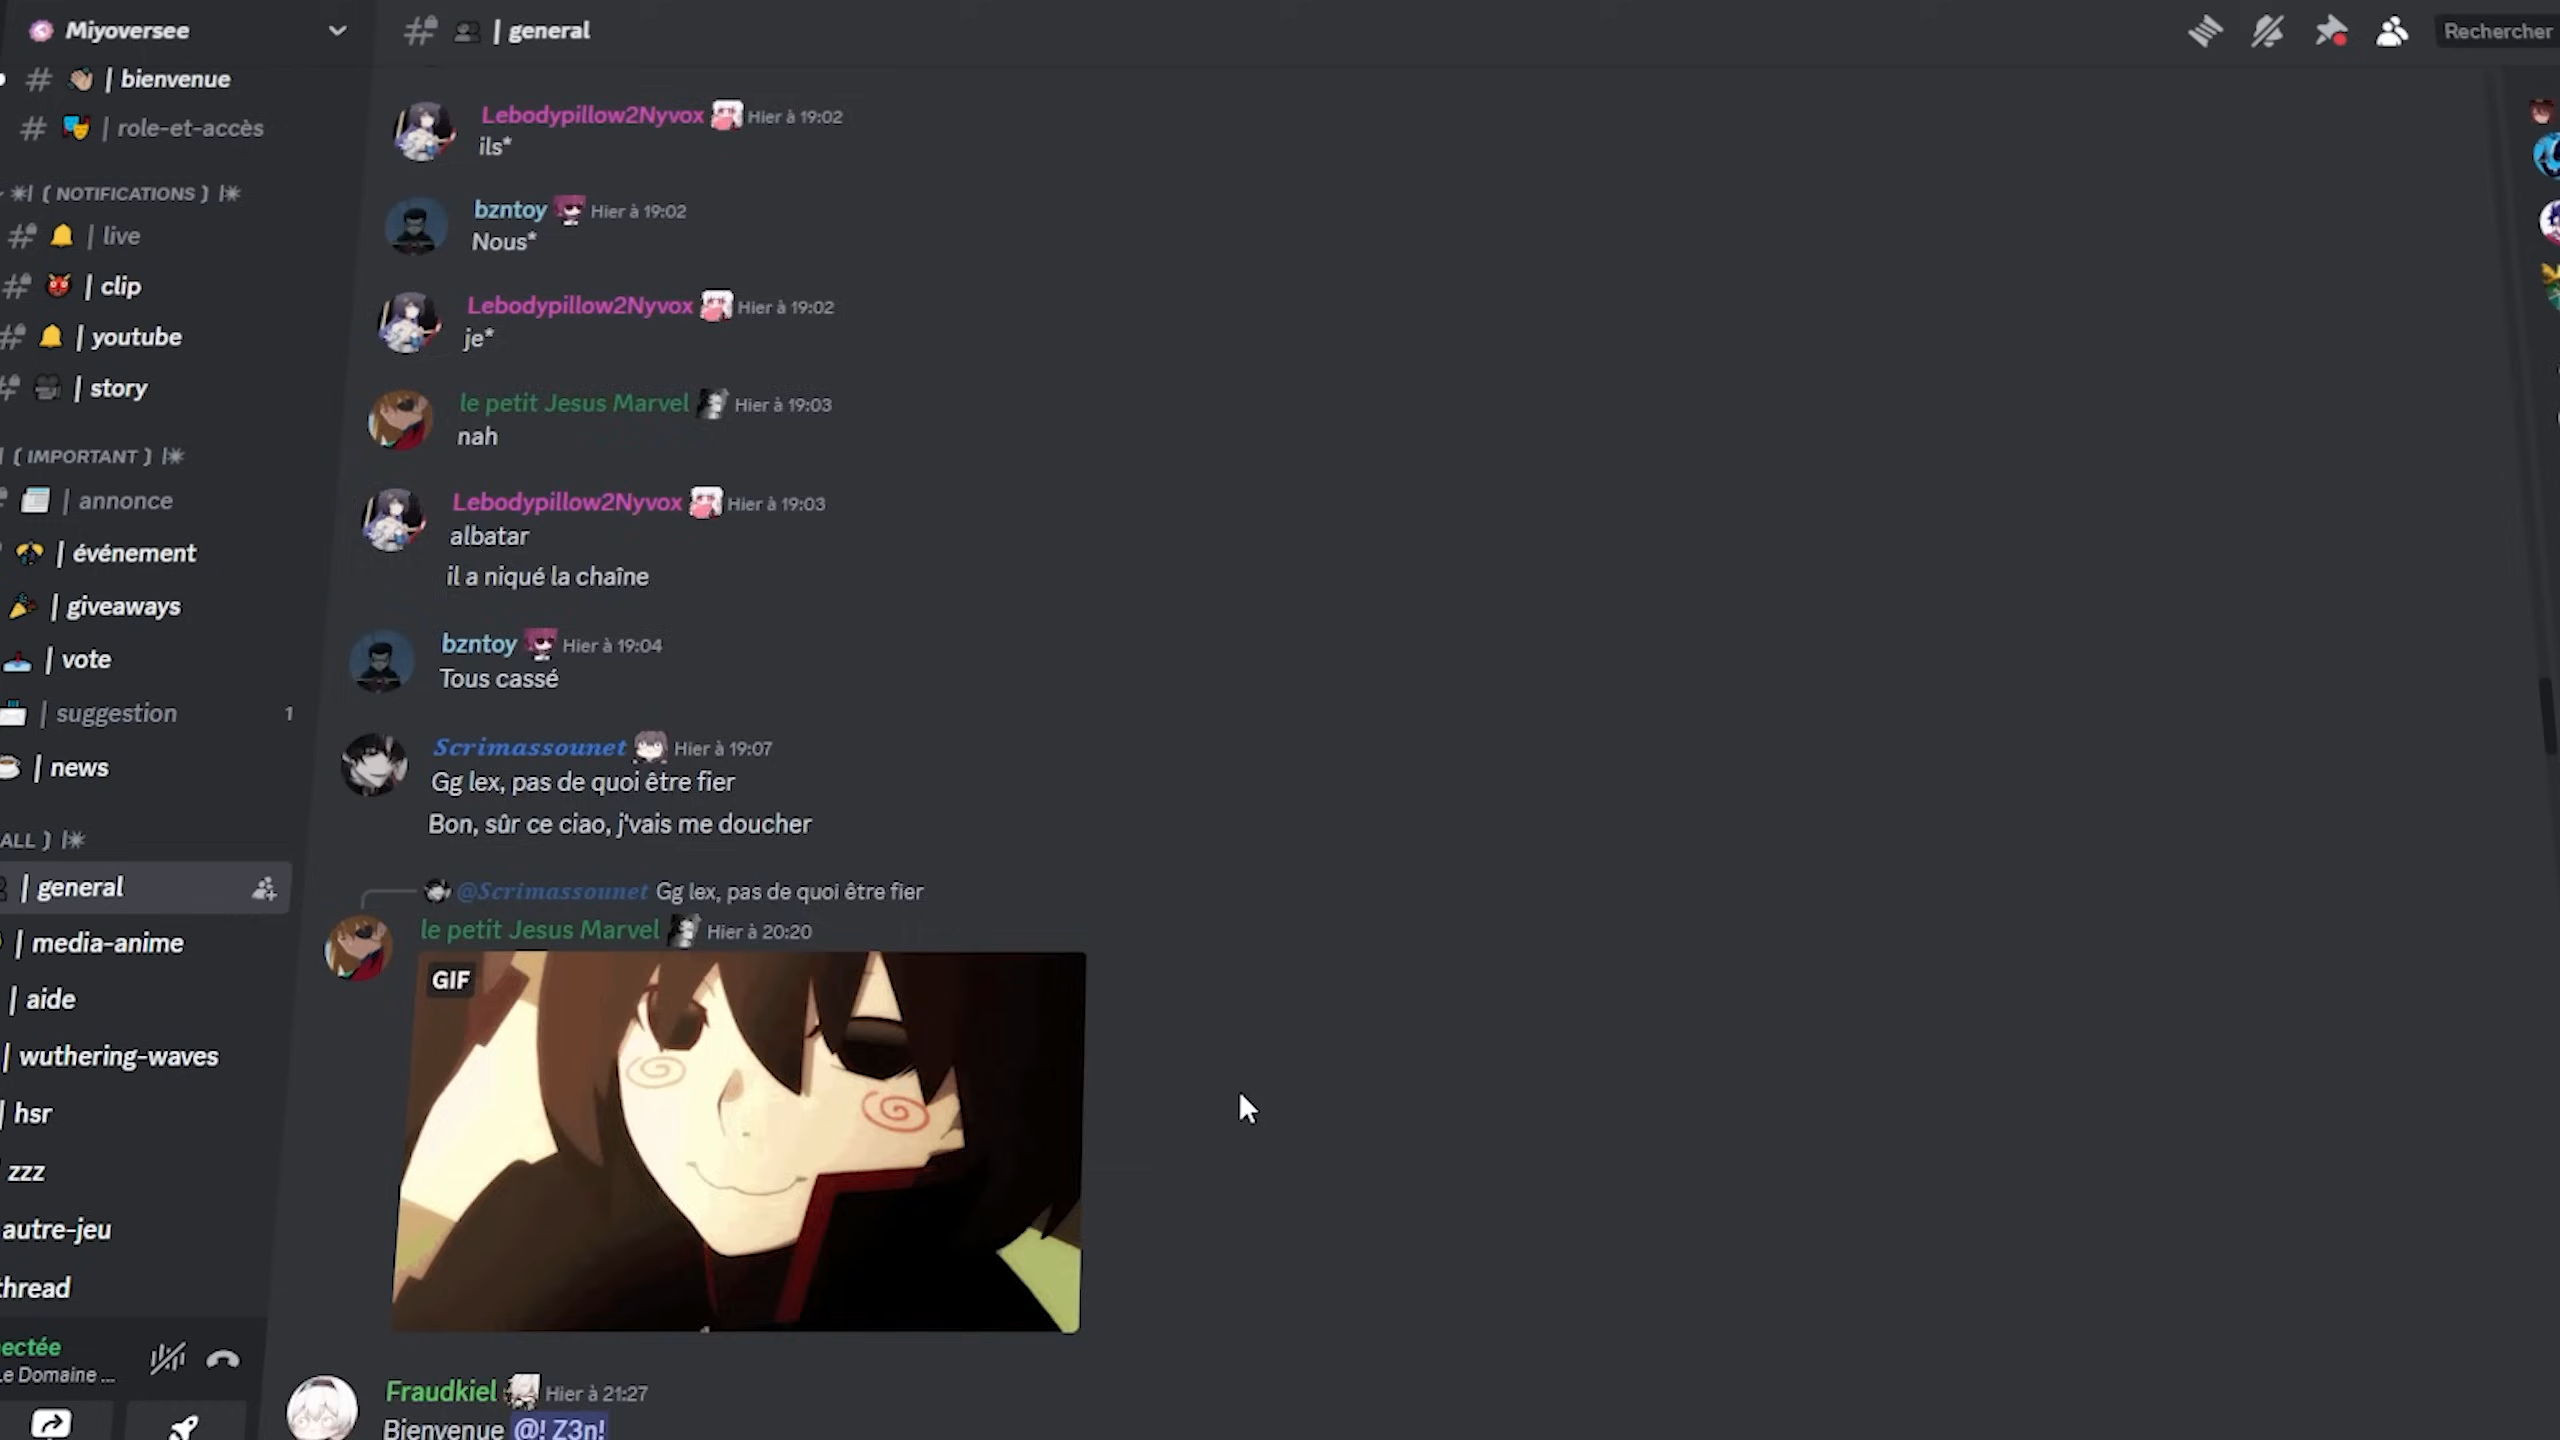 Miyoversee
| bienvenue
| role-et-accès
( NOTIFICATIONS )
| live
| clip
| youtube
| story
( IMPORTANT )
| annonce
| événement
| giveaways
| vote
| suggestion 1
| news
ALL )
| general
| media-anime
| aide
| wuthering-waves
| hsr
zzz
autre-jeu
thread
ectée
Le Domaine ...
| general
Rechercher
Lebodypillow2Nyvox Hier à 19:02
ils*
bzntoy Hier à 19:02
Nous*
Lebodypillow2Nyvox Hier à 19:02
je*
le petit Jesus Marvel Hier à 19:03
nah
Lebodypillow2Nyvox Hier à 19:03
albatar
il a niqué la chaîne
bzntoy Hier à 19:04
Tous cassé
Scrimassounet Hier à 19:07
Gg lex, pas de quoi être fier
Bon, sûr ce ciao, j'vais me doucher
@Scrimassounet Gg lex, pas de quoi être fier
le petit Jesus Marvel Hier à 20:20
GIF
Fraudkiel Hier à 21:27
Bienvenue @! Z3n!